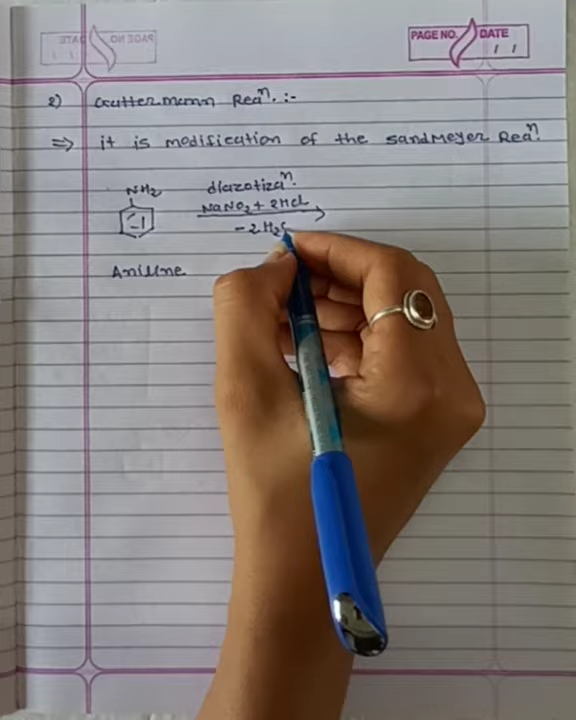 PAGE NO. DATE
/ /
2) Gattermann Reaⁿ. :-
⇒ it is modification of the sandmeyer Reaⁿ.
NH₂
diazotizaⁿ.
NaNO₂ + 2HCl
- 2H₂
Aniline